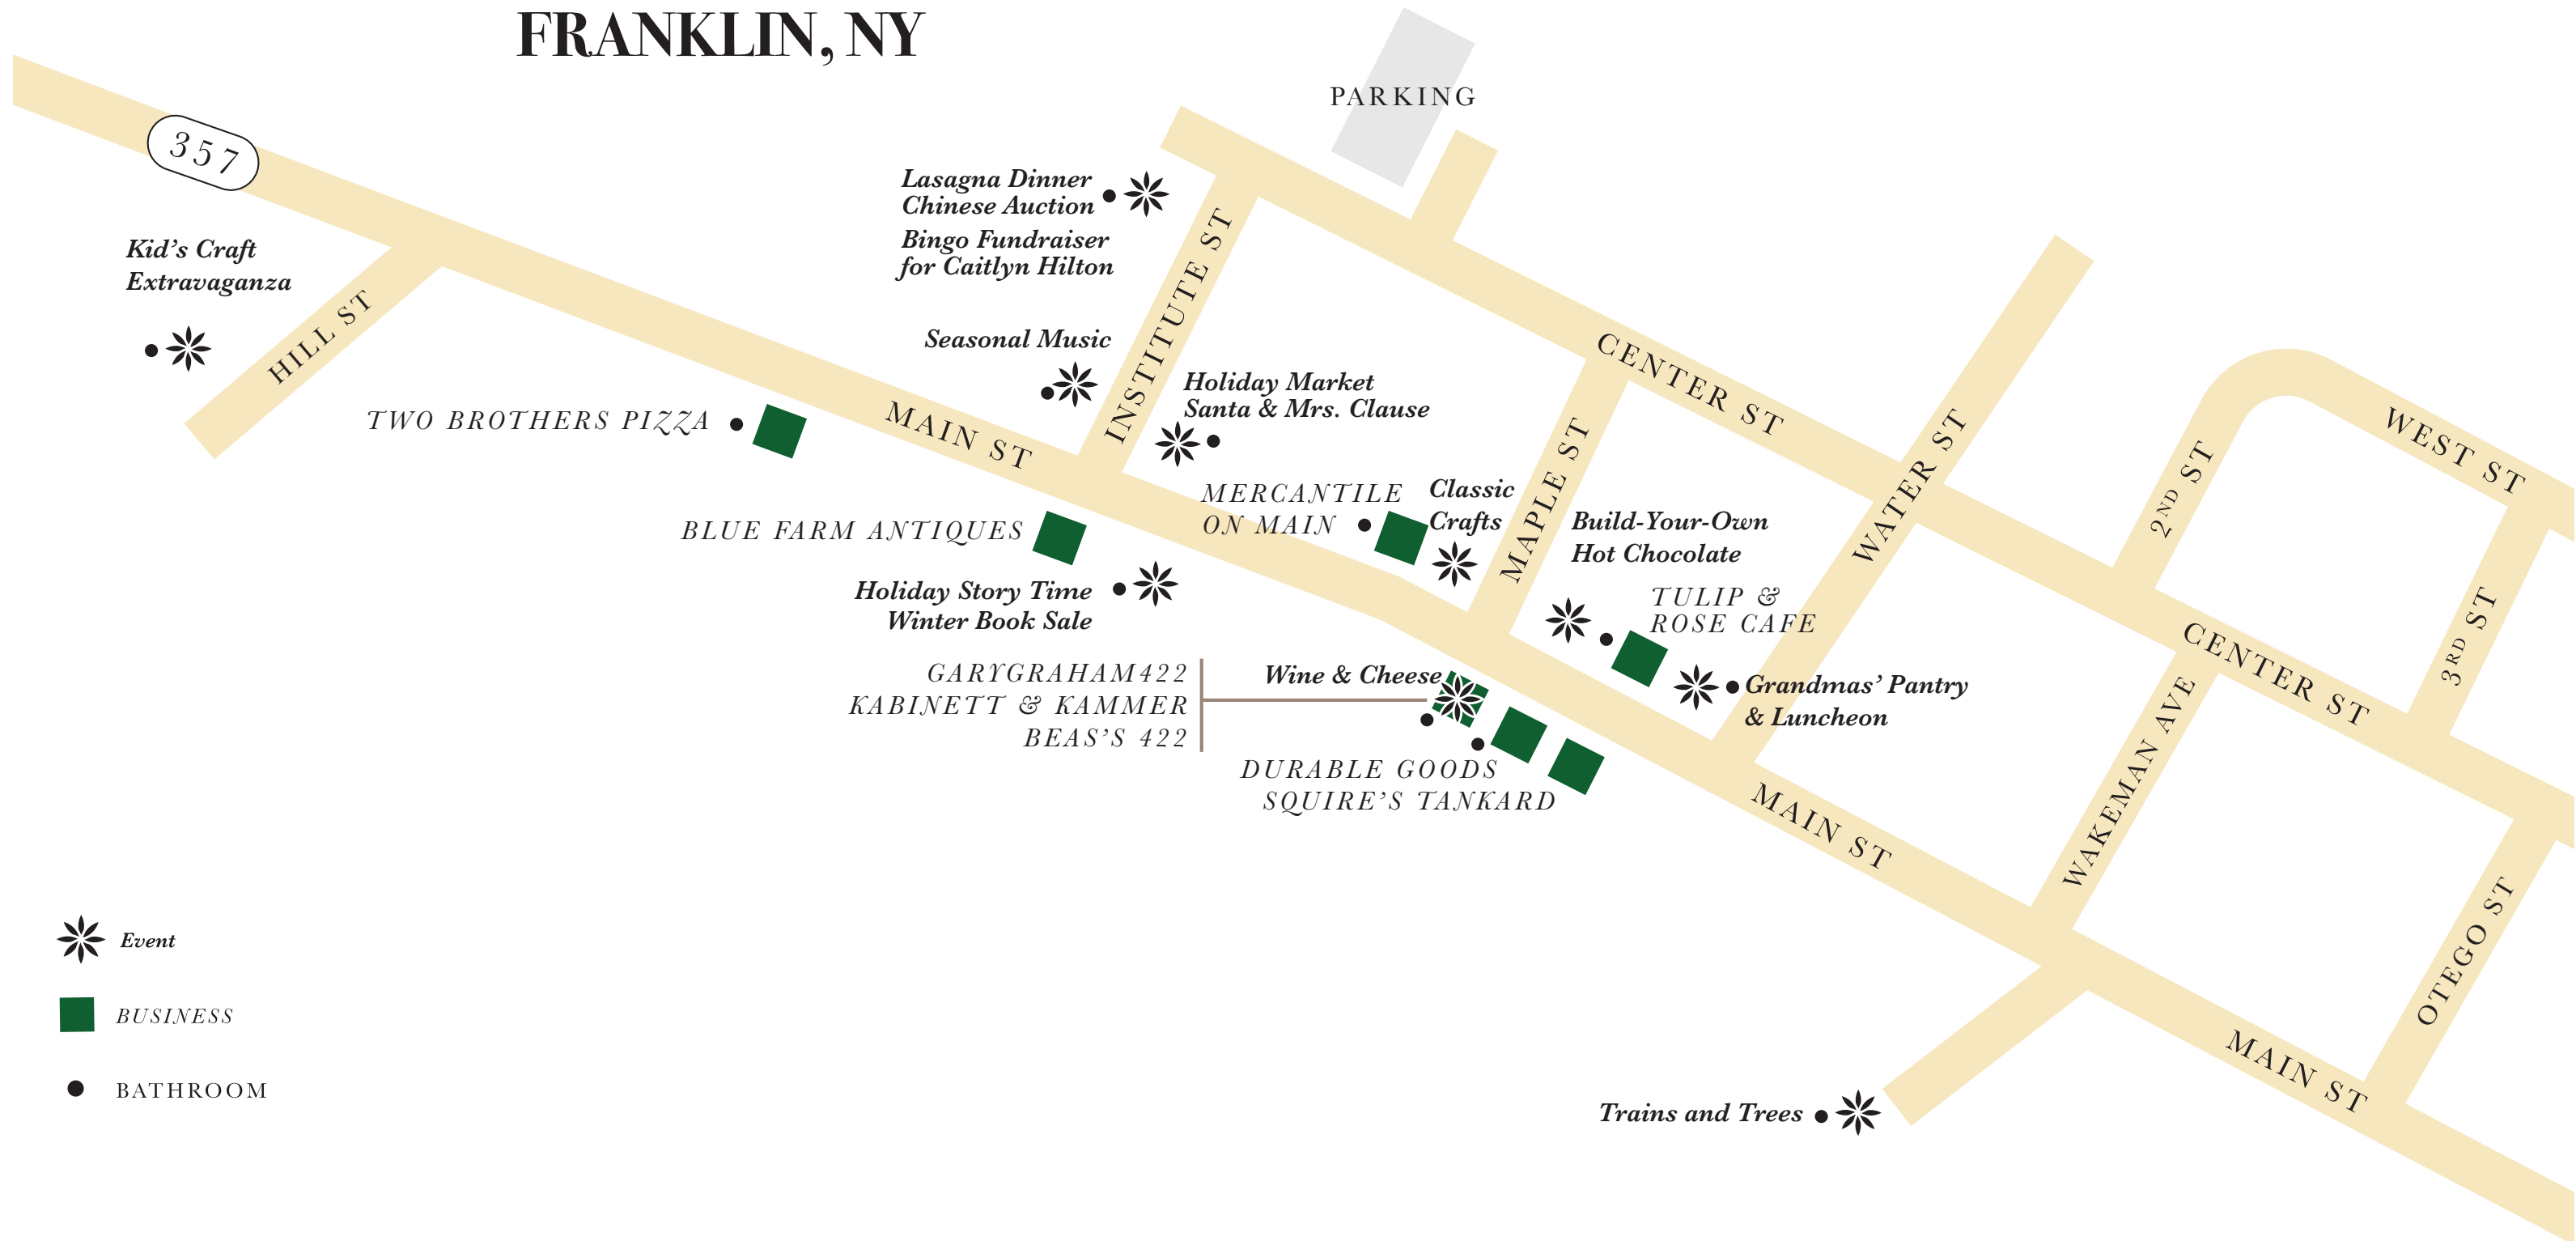 FRANKLIN, NY
PARKING
357
Lasagna Dinner
Chinese Auction
Bingo Fundraiser
for Caitlyn Hilton
Kid’s Craft
Extravaganza
HILL ST
INSTITUTE ST
Seasonal Music
CENTER ST
Holiday Market
Santa & Mrs. Clause
TWO BROTHERS PIZZA
MAIN ST
MAPLE ST
WATER ST
2ND ST
WEST ST
MERCANTILE
ON MAIN
Classic
Crafts
BLUE FARM ANTIQUES
Build-Your-Own
Hot Chocolate
Holiday Story Time
Winter Book Sale
TULIP &
ROSE CAFE
3RD ST
CENTER ST
GARYGRAHAM422
KABINETT & KAMMER
BEAS’S 422
Wine & Cheese
Grandmas’ Pantry
& Luncheon
DURABLE GOODS
SQUIRE’S TANKARD
MAIN ST
WAKEMAN AVE
OTEGO ST
Event
BUSINESS
BATHROOM
MAIN ST
Trains and Trees